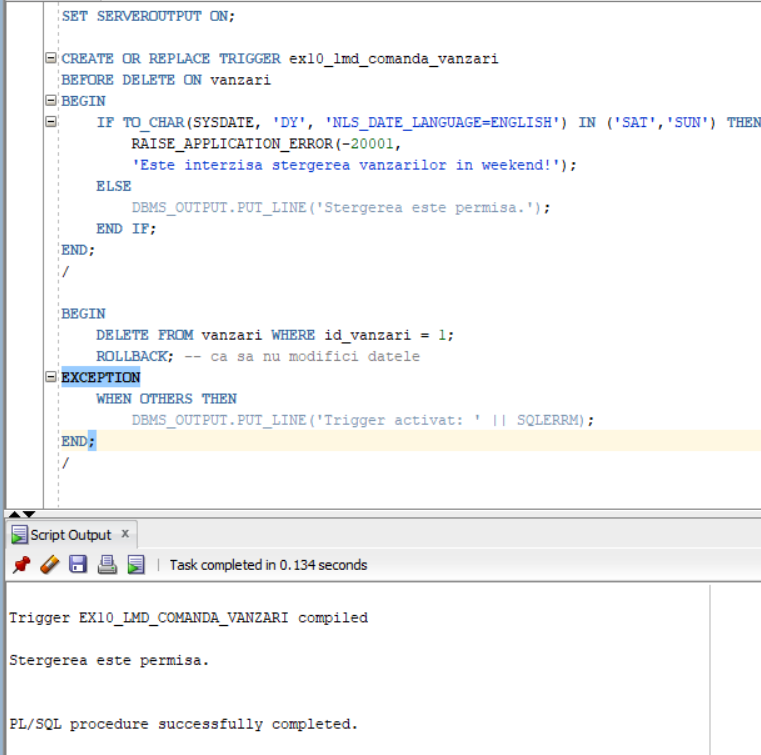 SET SERVEROUTPUT ON;
CREATE OR REPLACE TRIGGER ex10_lmd_comanda_vanzari
BEFORE DELETE ON vanzari
BEGIN
    IF TO_CHAR(SYSDATE, 'DY', 'NLS_DATE_LANGUAGE=ENGLISH') IN ('SAT','SUN') THEN
        RAISE_APPLICATION_ERROR(-20001,
        'Este interzisa stergerea vanzarilor in weekend!');
    ELSE
        DBMS_OUTPUT.PUT_LINE('Stergerea este permisa.');
    END IF;
END;
/
BEGIN
    DELETE FROM vanzari WHERE id_vanzari = 1;
    ROLLBACK; -- ca sa nu modifici datele
EXCEPTION
    WHEN OTHERS THEN
        DBMS_OUTPUT.PUT_LINE('Trigger activat: ' || SQLERRM);
END;
/
Script Output x
Task completed in 0.134 seconds
Trigger EX10_LMD_COMANDA_VANZARI compiled
Stergerea este permisa.
PL/SQL procedure successfully completed.